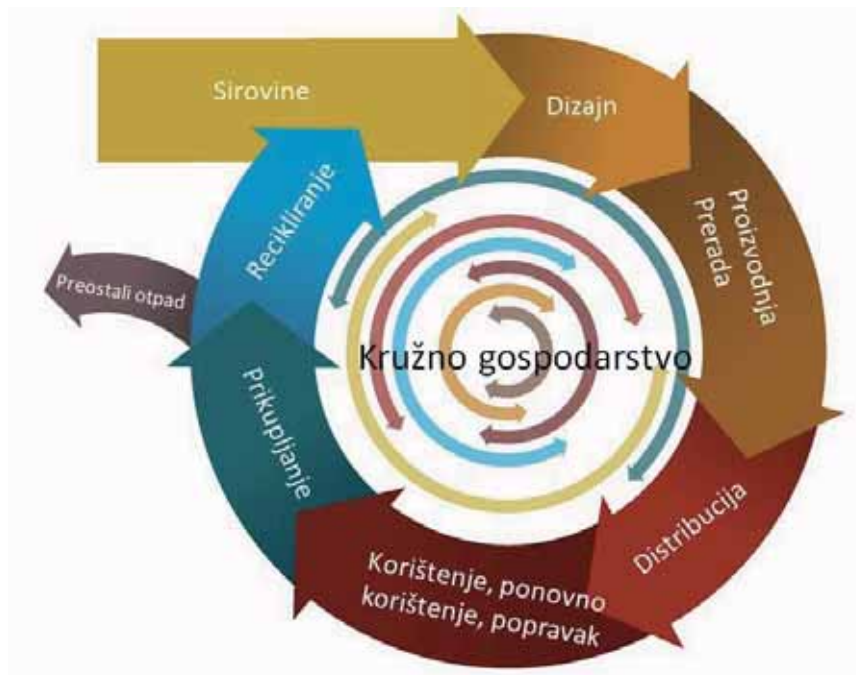 Sirovine
Dizajn
Proizvodnja
Prerada
Distribucija
Korištenje, ponovno
korištenje, popravak
Prikupljanje
Recikliranje
Preostali otpad
Kružno gospodarstvo